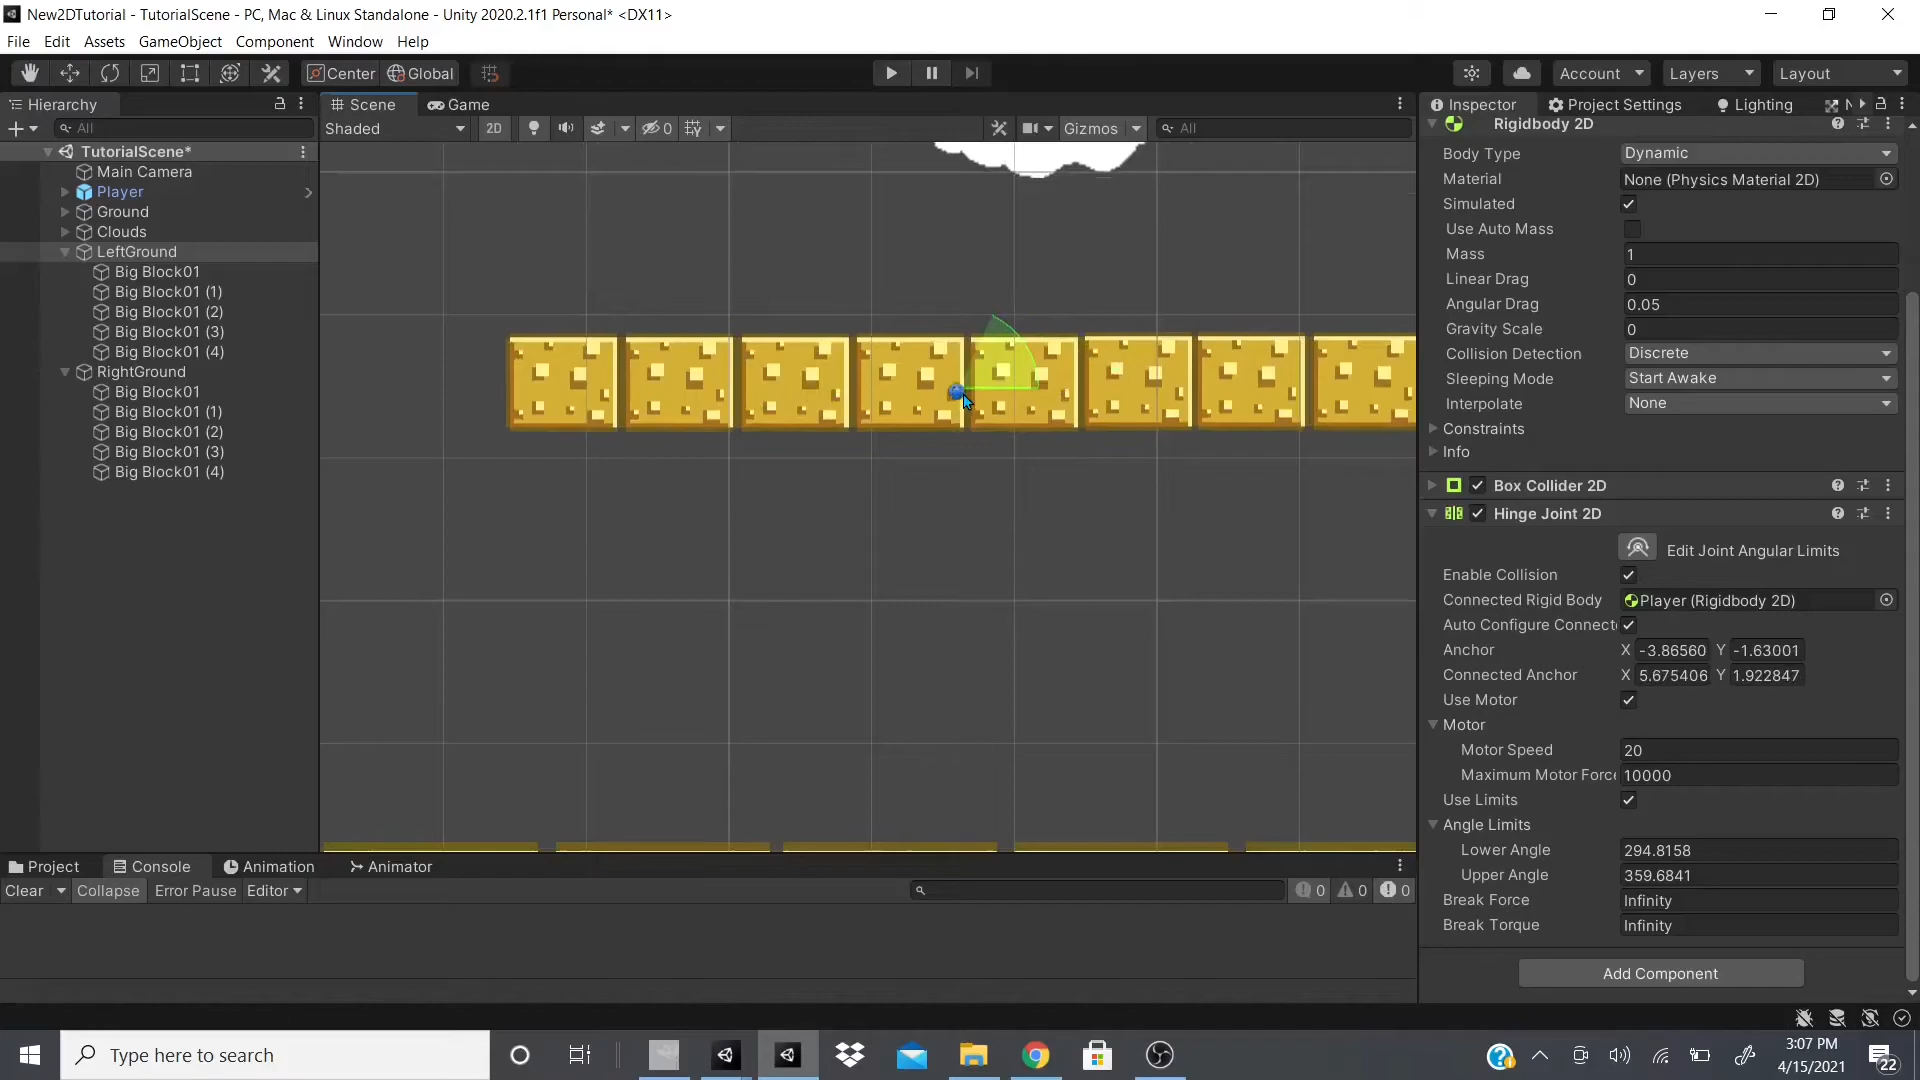 New2DTutorial - TutorialScene - PC, Mac & Linux Standalone - Unity 2020.2.1f1 Personal* <DX11>
File Edit Assets GameObject Component Window Help
Center Global Account Layers Layout
Hierarchy
All
TutorialScene*
Main Camera
Player
Ground
Clouds
LeftGround
Big Block01
Big Block01 (1)
Big Block01 (2)
Big Block01 (3)
Big Block01 (4)
RightGround
Big Block01
Big Block01 (1)
Big Block01 (2)
Big Block01 (3)
Big Block01 (4)
Scene Game
Shaded 2D 0 Gizmos All
Inspector Project Settings Lighting
Rigidbody 2D
Body Type Dynamic
Material None (Physics Material 2D)
Simulated
Use Auto Mass
Mass 1
Linear Drag 0
Angular Drag 0.05
Gravity Scale 0
Collision Detection Discrete
Sleeping Mode Start Awake
Interpolate None
Constraints
Info
Box Collider 2D
Hinge Joint 2D
Edit Joint Angular Limits
Enable Collision
Connected Rigid Body Player (Rigidbody 2D)
Auto Configure Connect
Anchor X -3.86560 Y -1.63001
Connected Anchor X 5.675406 Y 1.922847
Use Motor
Motor
Motor Speed 20
Maximum Motor Force 10000
Use Limits
Angle Limits
Lower Angle 294.8158
Upper Angle 359.6841
Break Force Infinity
Break Torque Infinity
Add Component
Project Console Animation Animator
Clear Collapse Error Pause Editor 0 0 0
Type here to search
3:07 PM
4/15/2021
22